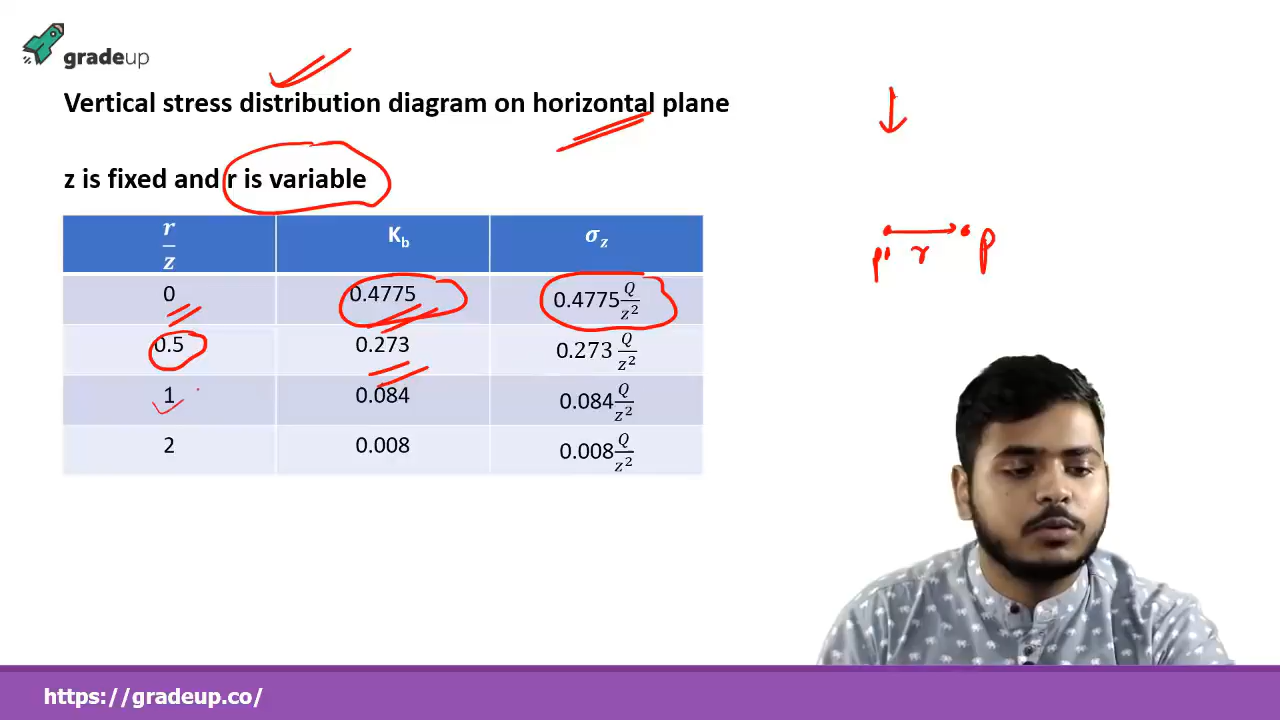 gradeup
Vertical stress distribution diagram on horizontal plane
z is fixed and r is variable
r/z K_b σ_z
0 0.4775 0.4775 Q/z²
0.5 0.273 0.273 Q/z²
1 0.084 0.084 Q/z²
2 0.008 0.008 Q/z²
p' r p
https://gradeup.co/